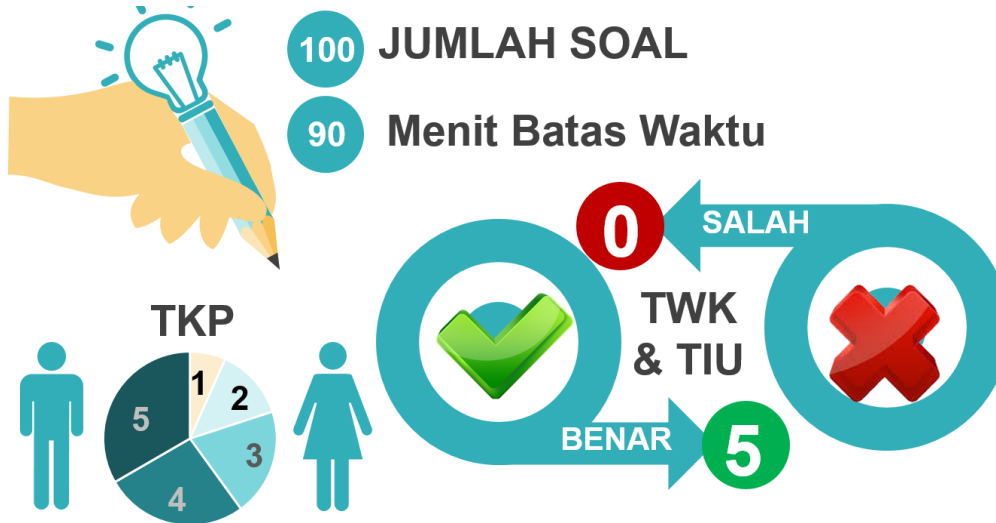 100 JUMLAH SOAL
90 Menit Batas Waktu
0 SALAH
TWK
& TIU
BENAR 5
TKP
1
2
3
4
5